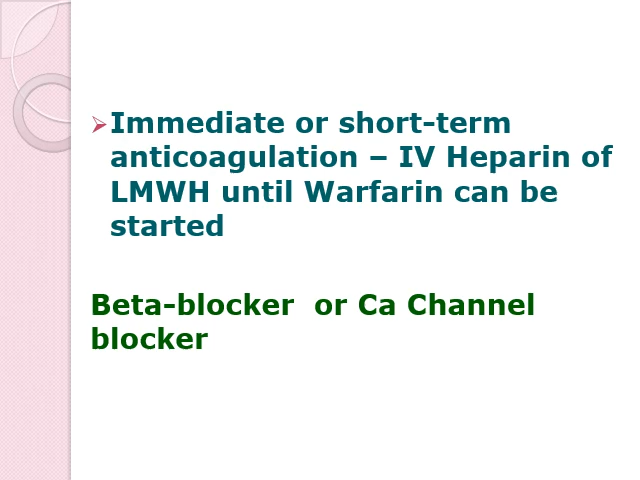 Immediate or short-term
anticoagulation – IV Heparin of
LMWH until Warfarin can be
started
Beta-blocker  or Ca Channel
blocker